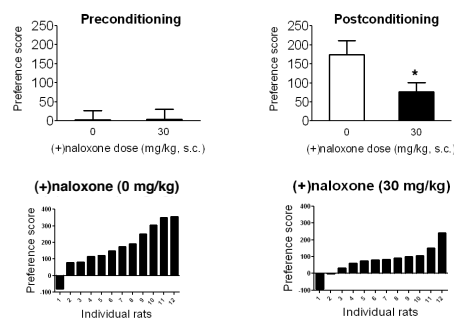 Preconditioning
Preference score
250
200
150
100
50
0
0 30
(+)naloxone dose (mg/kg, s.c.)
Postconditioning
Preference score
250
200
150
100
50
0
*
0 30
(+)naloxone dose (mg/kg, s.c.)
(+)naloxone (0 mg/kg)
Preference score
400
300
200
100
0
-100
1 2 3 4 5 6 7 8 9 10 11 12
Individual rats
(+)naloxone (30 mg/kg)
Preference score
400
300
200
100
0
-100
1 2 3 4 5 6 7 8 9 10 11 12
Individual rats